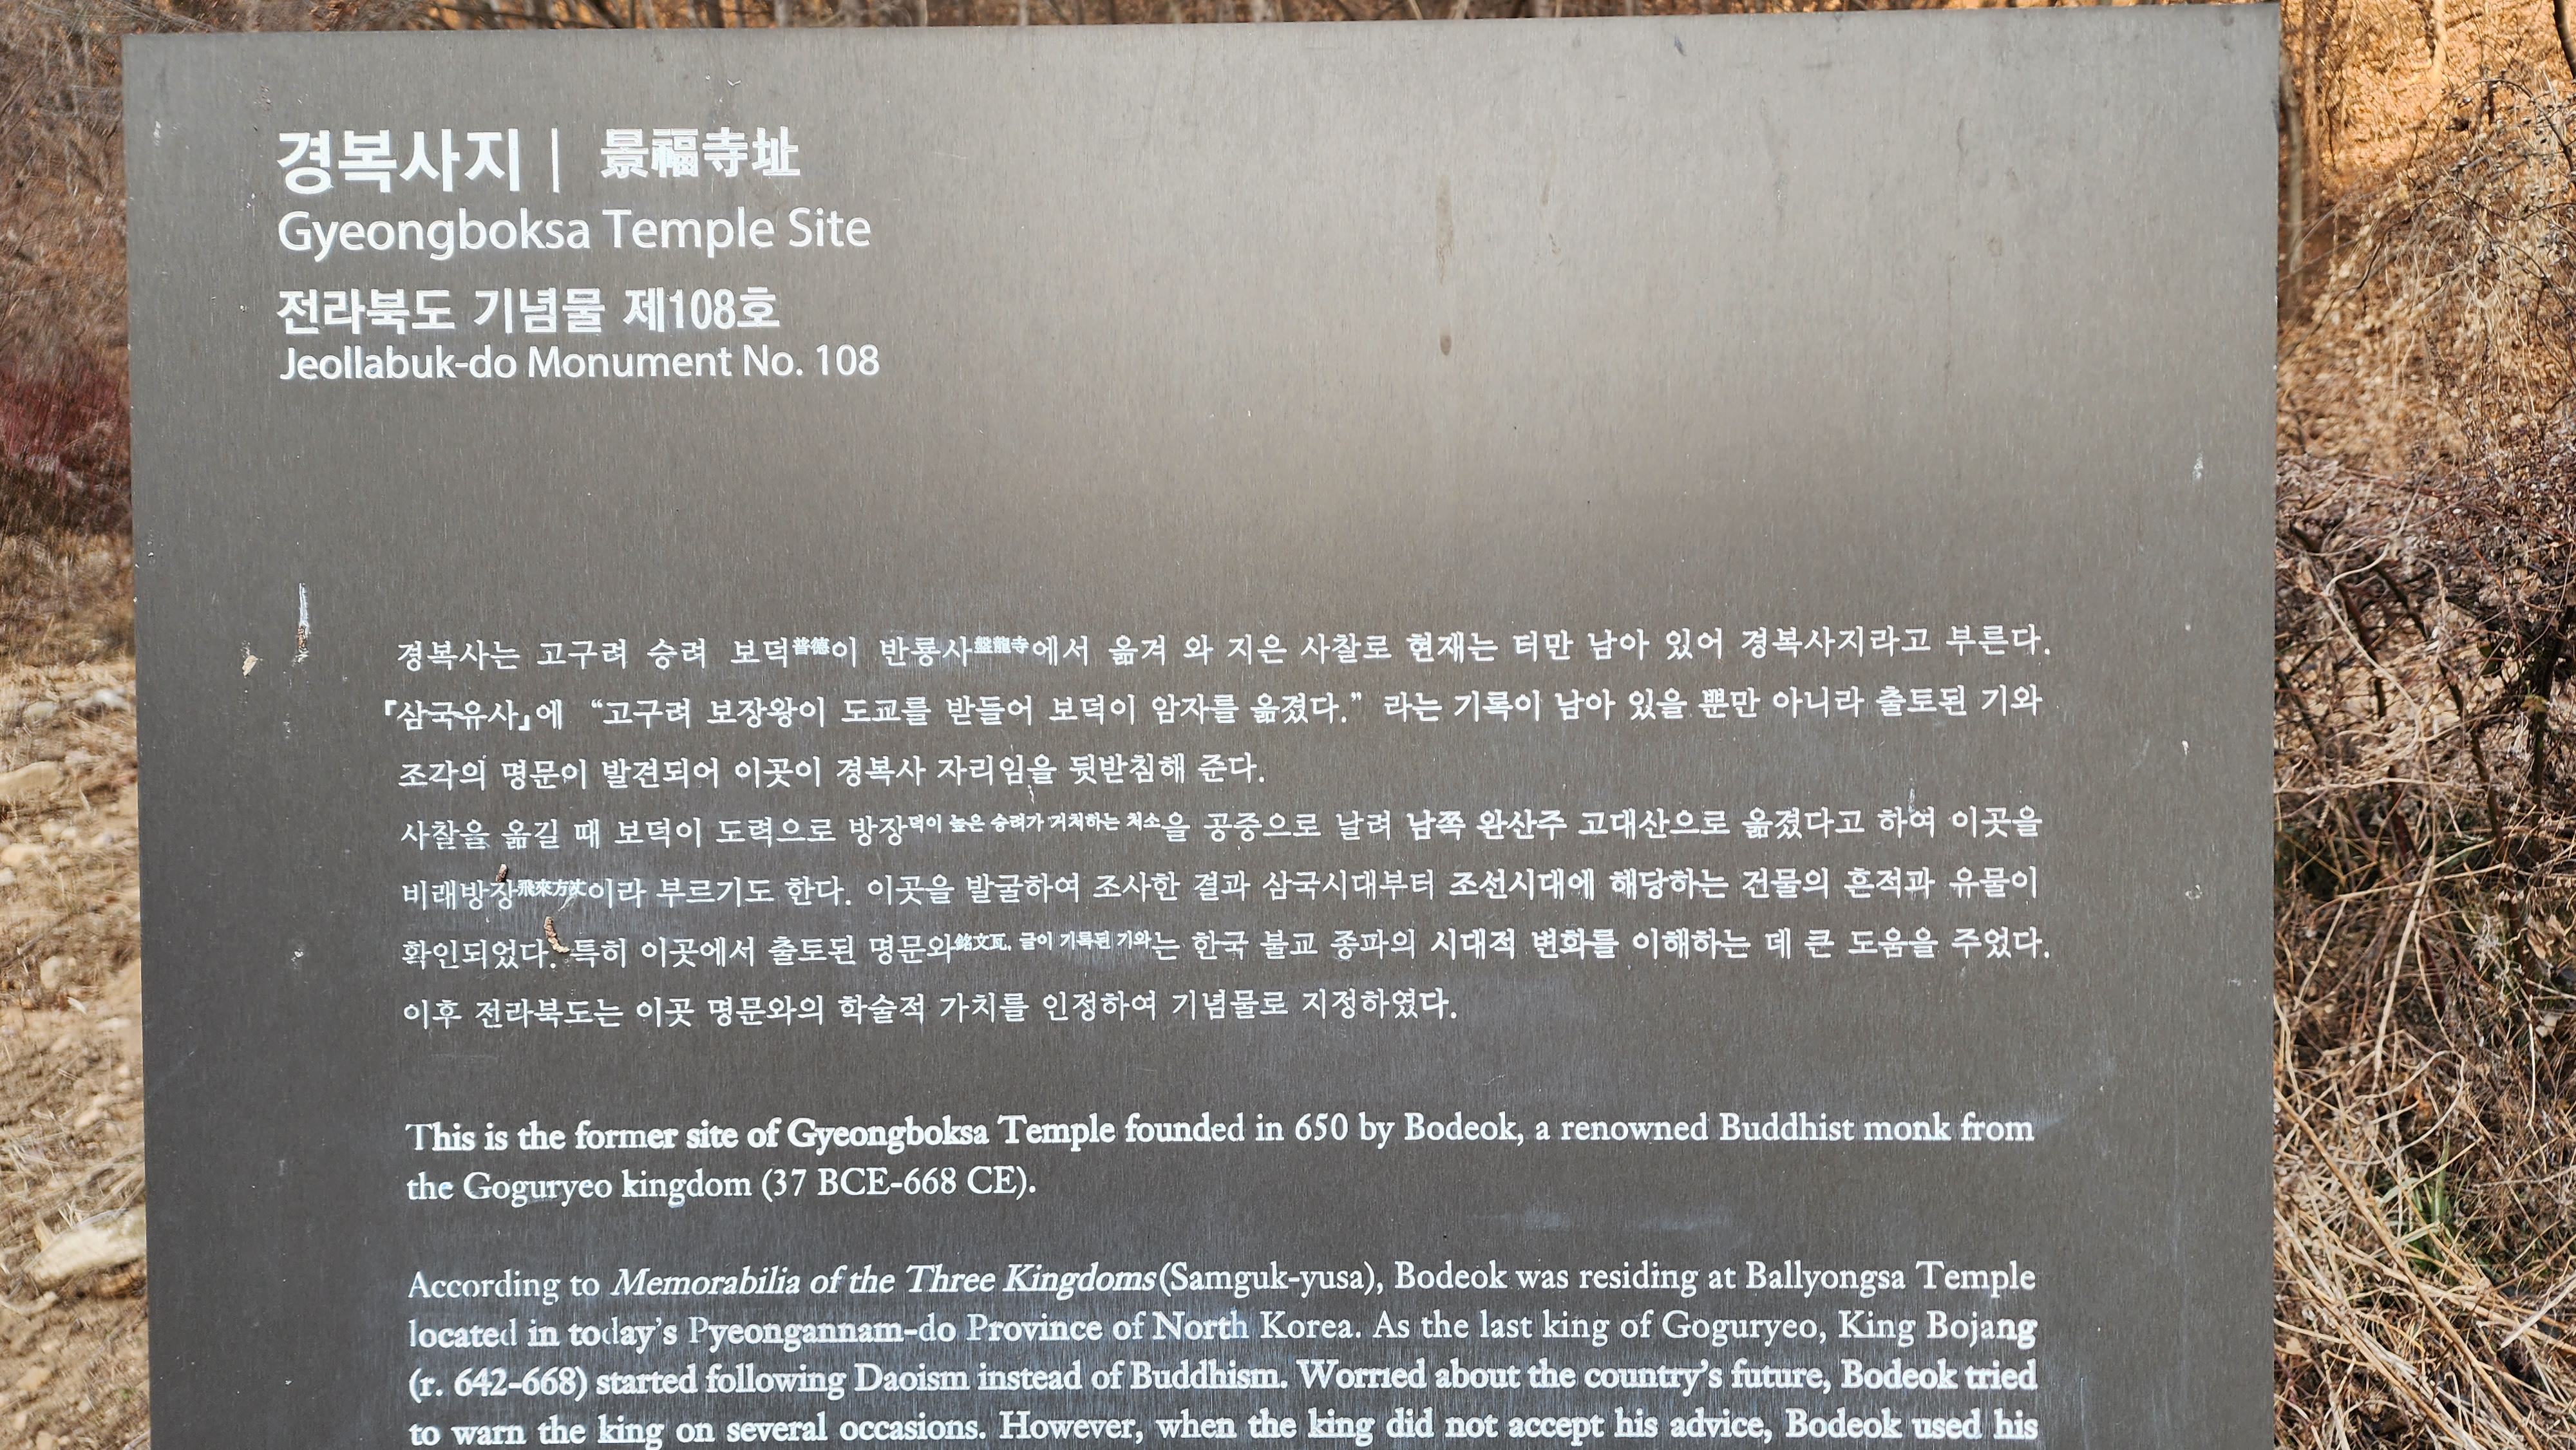 경복사지 | 景福寺址
Gyeongboksa Temple Site
전라북도 기념물 제108호
Jeollabuk-do Monument No. 108
경복사는 고구려 승려 보덕普德이 반룡사盤龍寺에서 옮겨 와 지은 사찰로 현재는 터만 남아 있어 경복사지라고 부른다.
『삼국유사』에 “고구려 보장왕이 도교를 받들어 보덕이 암자를 옮겼다.” 라는 기록이 남아 있을 뿐만 아니라 출토된 기와
조각의 명문이 발견되어 이곳이 경복사 자리임을 뒷받침해 준다.
사찰을 옮길 때 보덕이 도력으로 방장덕이 높은 승려가 거처하는 처소을 공중으로 날려 남쪽 완산주 고대산으로 옮겼다고 하여 이곳을
비래방장飛來方丈이라 부르기도 한다. 이곳을 발굴하여 조사한 결과 삼국시대부터 조선시대에 해당하는 건물의 흔적과 유물이
확인되었다. 특히 이곳에서 출토된 명문와銘文瓦, 글이 기록된 기와는 한국 불교 종파의 시대적 변화를 이해하는 데 큰 도움을 주었다.
이후 전라북도는 이곳 명문와의 학술적 가치를 인정하여 기념물로 지정하였다.
This is the former site of Gyeongboksa Temple founded in 650 by Bodeok, a renowned Buddhist monk from
the Goguryeo kingdom (37 BCE-668 CE).
According to Memorabilia of the Three Kingdoms(Samguk-yusa), Bodeok was residing at Ballyongsa Temple
located in today’s Pyeongannam-do Province of North Korea. As the last king of Goguryeo, King Bojang
(r. 642-668) started following Daoism instead of Buddhism. Worried about the country’s future, Bodeok tried
to warn the king on several occasions. However, when the king did not accept his advice, Bodeok used his